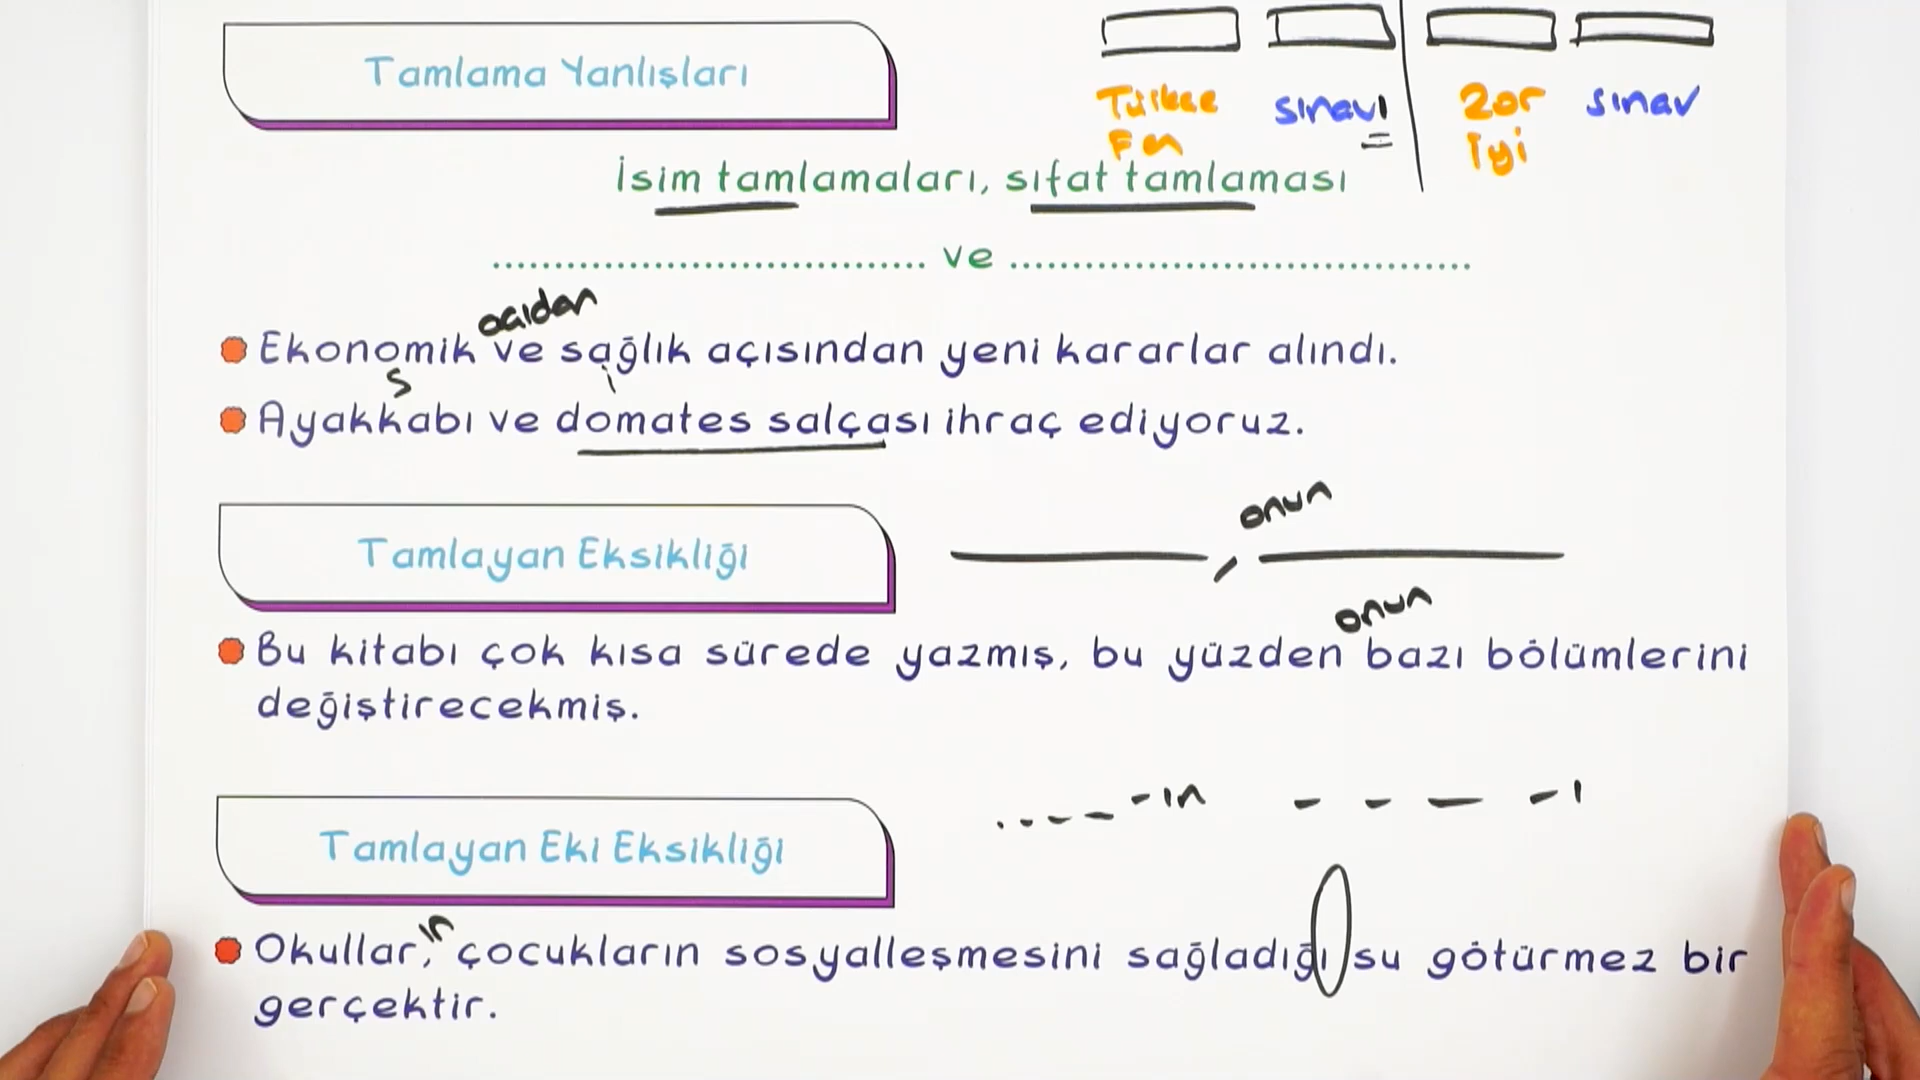 Tamlama Yanlışları
Türkçe sınavı zor sınav
Fen iyi
İsim tamlamaları, sıfat tamlaması
.................................. ve ....................................
açıdan
Ekonomik ve sağlık açısından yeni kararlar alındı.
s i
Ayakkabı ve domates salçası ihraç ediyoruz.
onun
Tamlayan Eksikliği
,
onun
Bu kitabı çok kısa sürede yazmış, bu yüzden bazı bölümlerini
değiştirecekmiş.
-ın -ı
Tamlayan Eki Eksikliği
ın
Okullar, çocukların sosyalleşmesini sağladığı su götürmez bir
gerçektir.